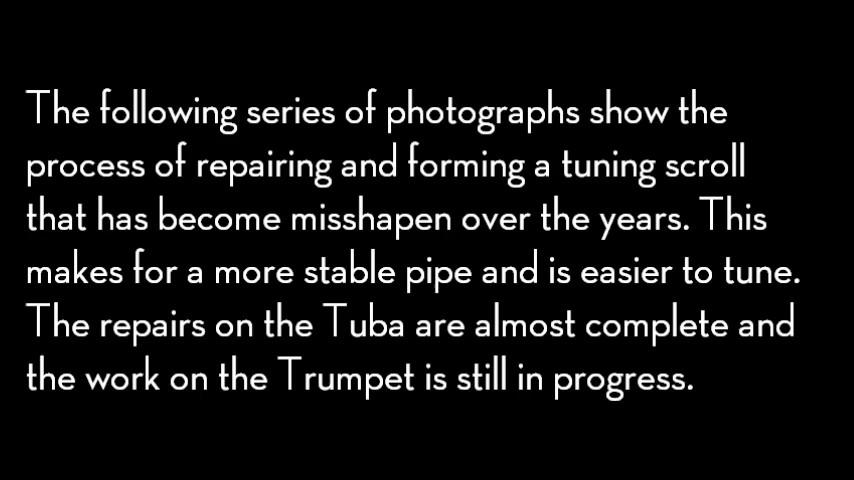 The following series of photographs show the
process of repairing and forming a tuning scroll
that has become misshapen over the years. This
makes for a more stable pipe and is easier to tune.
The repairs on the Tuba are almost complete and
the work on the Trumpet is still in progress.